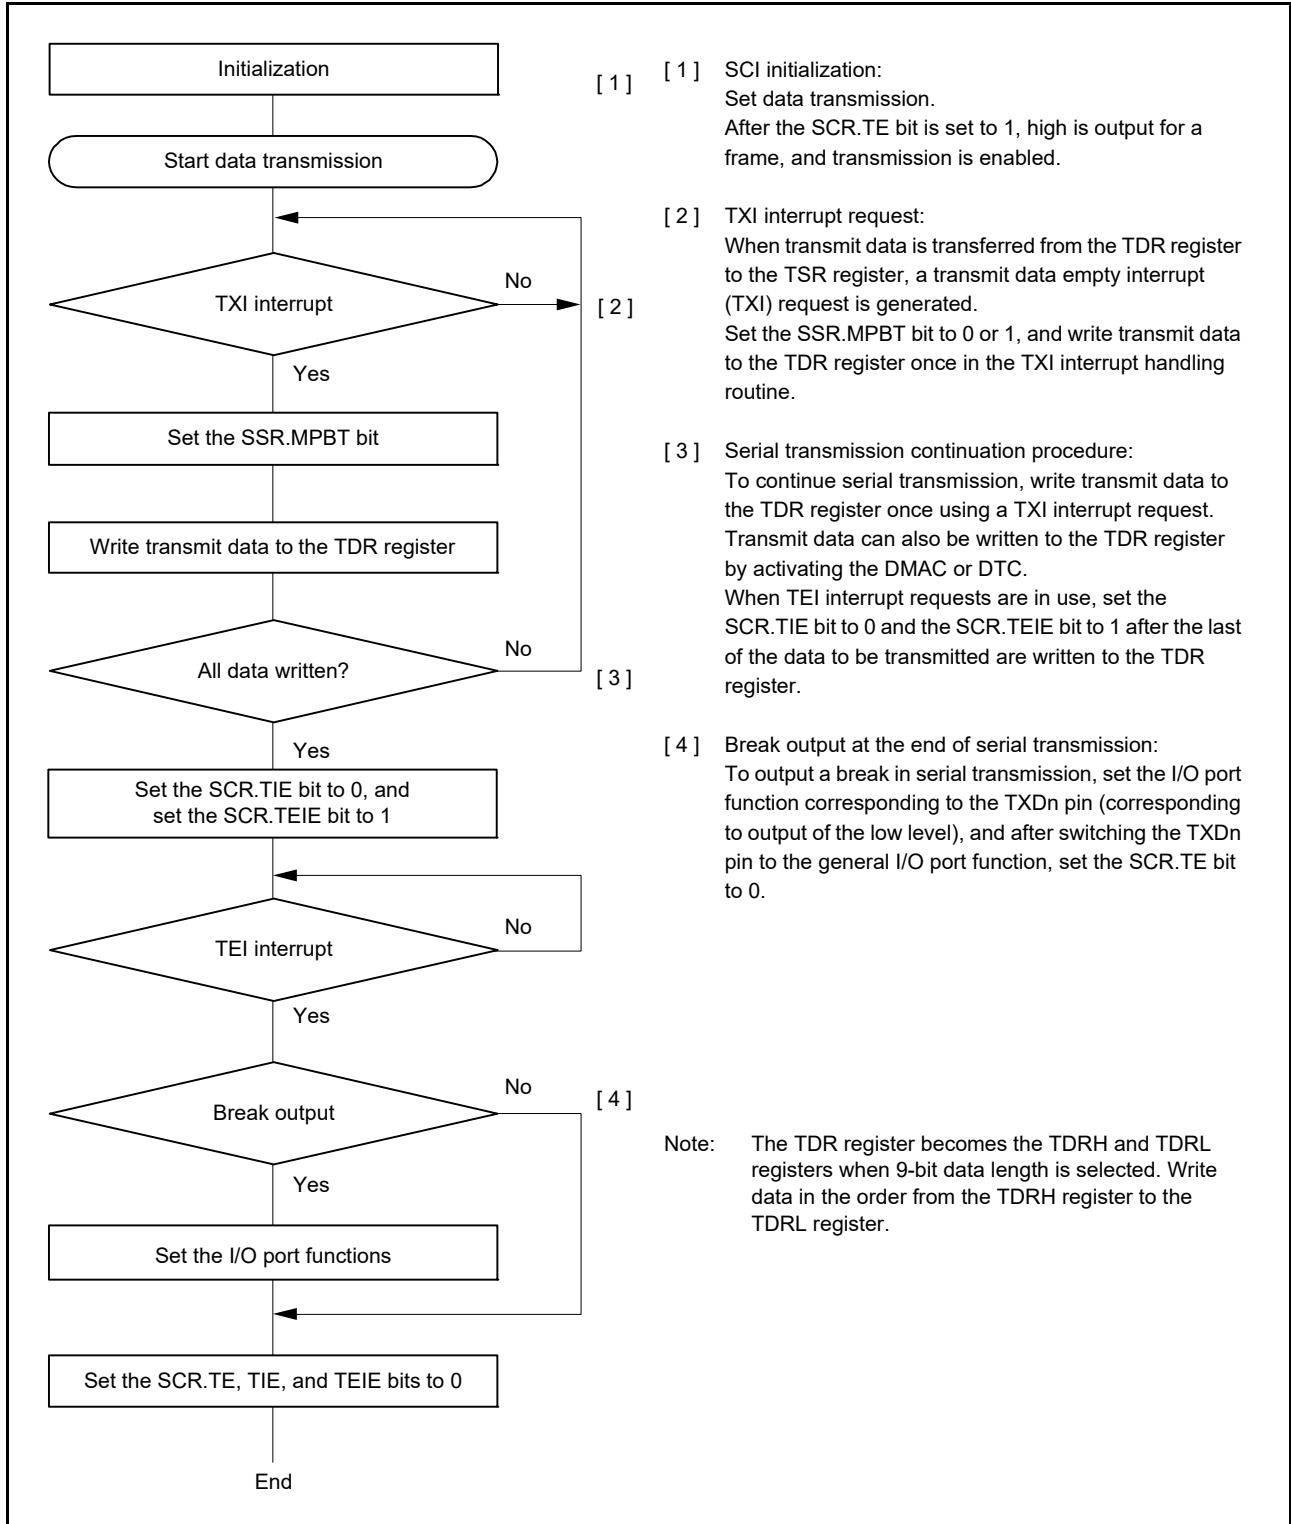 Initialization
[ 1 ]
Start data transmission
TXI interrupt
No
[ 2 ]
Yes
Set the SSR.MPBT bit
Write transmit data to the TDR register
All data written?
No
[ 3 ]
Yes
Set the SCR.TIE bit to 0, and
set the SCR.TEIE bit to 1
TEI interrupt
No
Yes
Break output
No
[ 4 ]
Yes
Set the I/O port functions
Set the SCR.TE, TIE, and TEIE bits to 0
End
[ 1 ] SCI initialization:
Set data transmission.
After the SCR.TE bit is set to 1, high is output for a
frame, and transmission is enabled.
[ 2 ] TXI interrupt request:
When transmit data is transferred from the TDR register
to the TSR register, a transmit data empty interrupt
(TXI) request is generated.
Set the SSR.MPBT bit to 0 or 1, and write transmit data
to the TDR register once in the TXI interrupt handling
routine.
[ 3 ] Serial transmission continuation procedure:
To continue serial transmission, write transmit data to
the TDR register once using a TXI interrupt request.
Transmit data can also be written to the TDR register
by activating the DMAC or DTC.
When TEI interrupt requests are in use, set the
SCR.TIE bit to 0 and the SCR.TEIE bit to 1 after the last
of the data to be transmitted are written to the TDR
register.
[ 4 ] Break output at the end of serial transmission:
To output a break in serial transmission, set the I/O port
function corresponding to the TXDn pin (corresponding
to output of the low level), and after switching the TXDn
pin to the general I/O port function, set the SCR.TE bit
to 0.
Note: The TDR register becomes the TDRH and TDRL
registers when 9-bit data length is selected. Write
data in the order from the TDRH register to the
TDRL register.